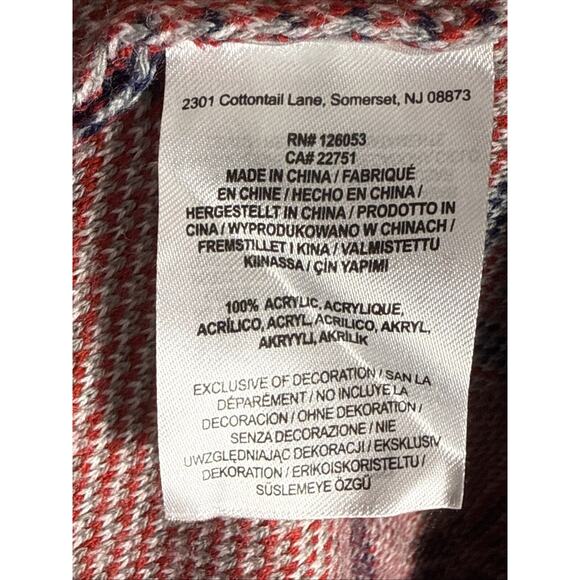 2301 Cottontail Lane, Somerset, NJ 08873
RN# 126053
CA# 22751
MADE IN CHINA / FABRIQUÉ
EN CHINE / HECHO EN CHINA /
HERGESTELLT IN CHINA / PRODOTTO IN
CINA / WYPRODUKOWANO W CHINACH /
FREMSTILLET I KINA / VALMISTETTU
KIINASSA / ÇİN YAPIMI
100% ACRYLIC, ACRYLIQUE,
ACRÍLICO, ACRYL, ACRILICO, AKRYL,
AKRYYLI, AKRİLİK
EXCLUSIVE OF DECORATION / SAN LA
DÉPARÉMENT / NO INCLUYE LA
DECORACION / OHNE DEKORATION /
SENZA DECORAZIONE / NIE
UWZGLĘDNIAJĄC DEKORACJI / EKSKLUSIV
DEKORATION / ERIKOISKORISTELTU /
SÜSLEMEYE ÖZGÜ